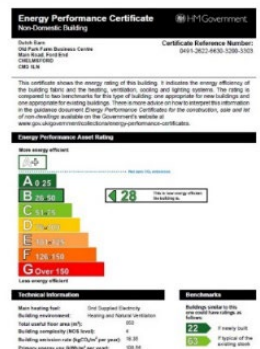 Energy Performance Certificate
HM Government
Non-Domestic Building
Dutch Barn
Old Park Farm Business Centre
Main Road, Ford End
CHELMSFORD
CM3 1LN
Certificate Reference Number:
This certificate shows the energy rating of this building. It indicates the energy efficiency of
the building fabric and the heating, ventilation, cooling and lighting systems. The rating is
compared to two benchmarks for this type of building: one appropriate for new buildings and
one appropriate for existing buildings. There is more advice on how to interpret this information
in the guidance document Energy Performance Certificates for the construction, sale and let
of non-dwellings available on the Government's website at
www.gov.uk/government/collections/energy-performance-certificates.
Energy Performance Asset Rating
More energy efficient
A+
Net zero CO2 emissions
A 0-25
B 26-50
28
This is how energy efficient
the building is.
C 51-75
D 76-100
E 101-125
F 126-150
G Over 150
Less energy efficient
Technical Information
Main heating fuel: Grid Supplied Electricity
Building environment: Heating and Natural Ventilation
Total useful floor area (m²):
Building complexity (NOS level): 4
Building emission rate (kgCO2/m² per year):
Primary energy use (kWh/m² per year):
Benchmarks
Buildings similar to this
one could have ratings as
follows:
22
If newly built
63
If typical of the
existing stock